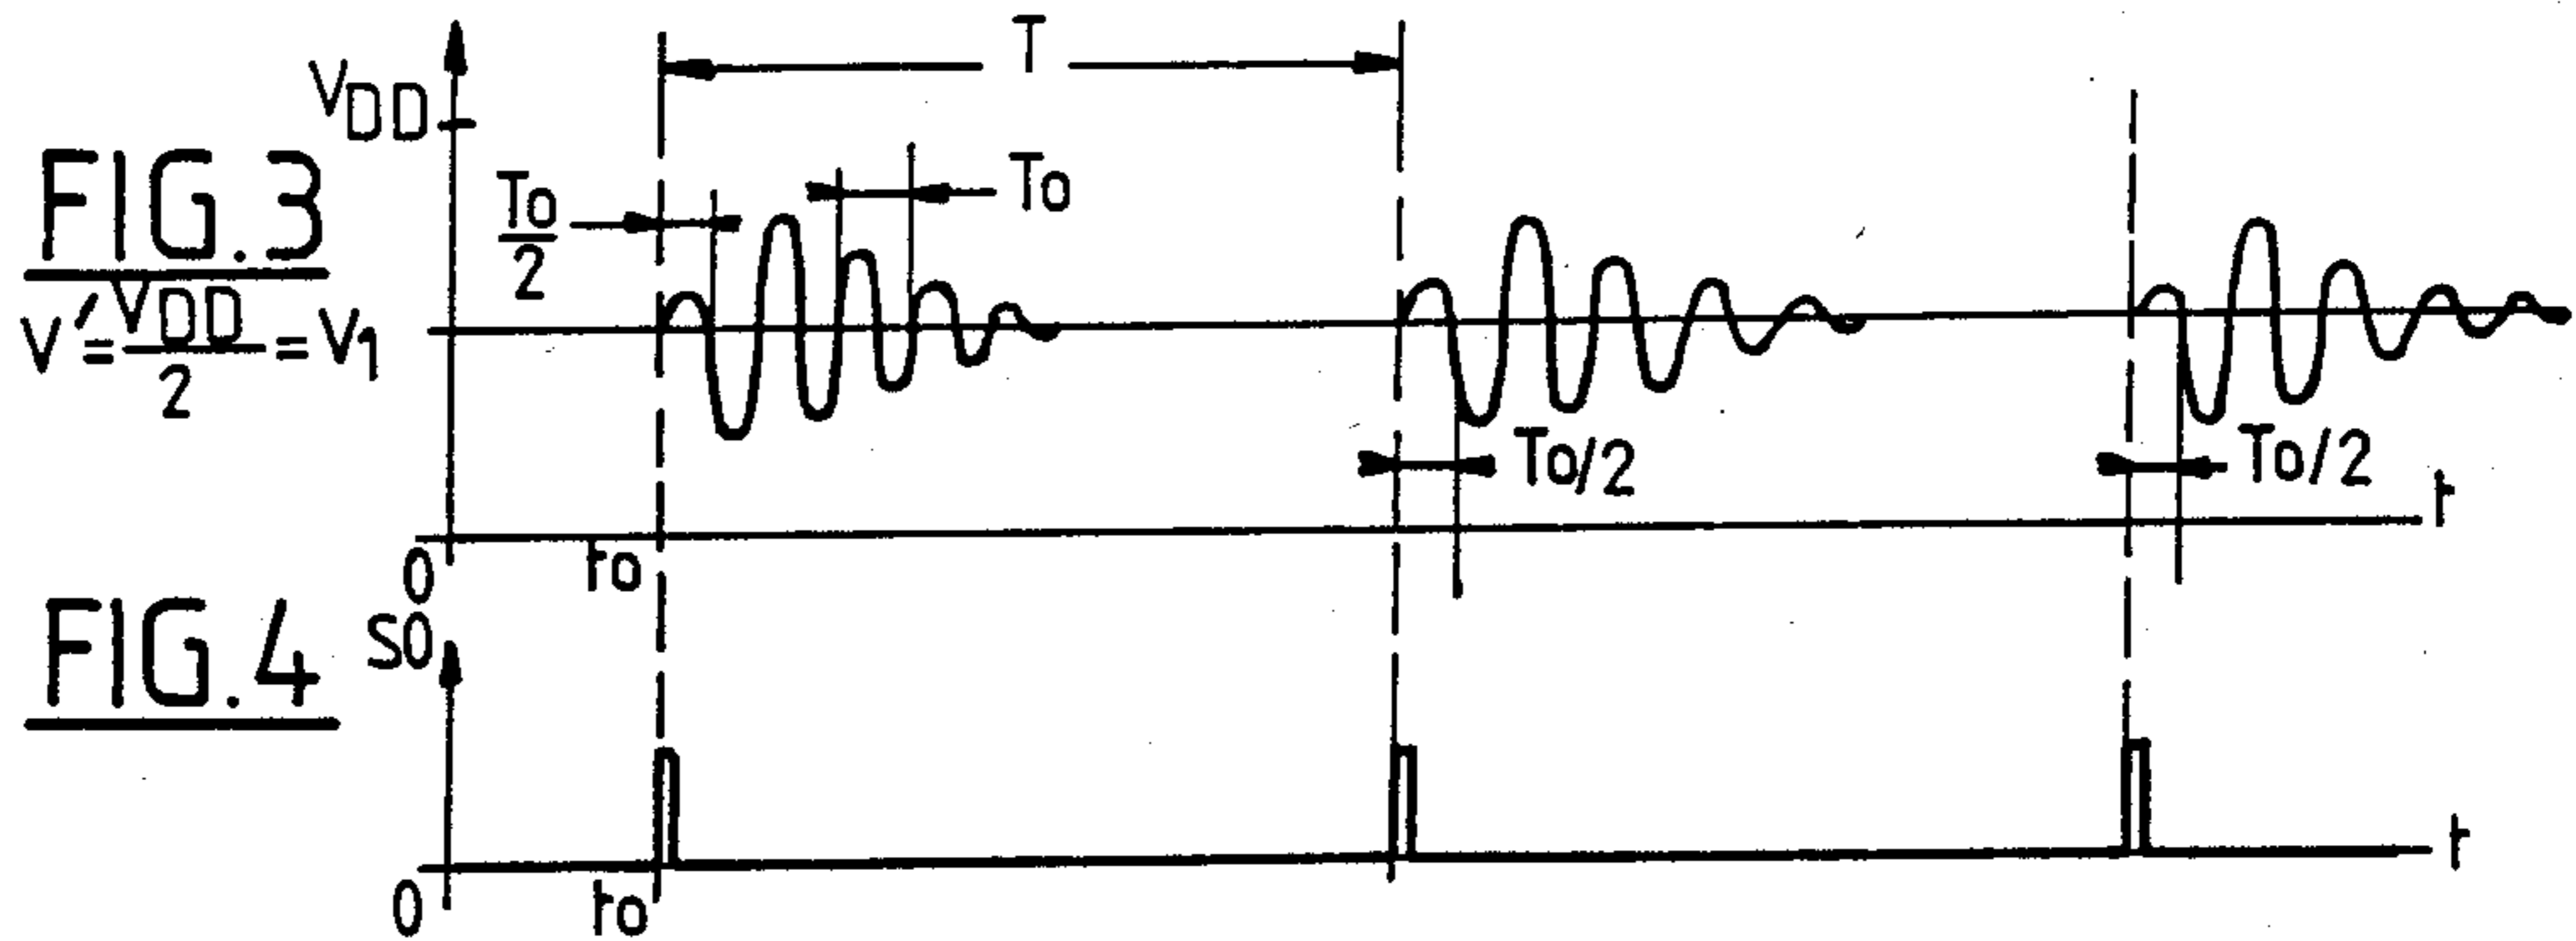 T
VDD
FIG.3
To/2
To
V'=VDD/2=V1
To/2
To/2
t
0
to
FIG.4
S0
t
0
to